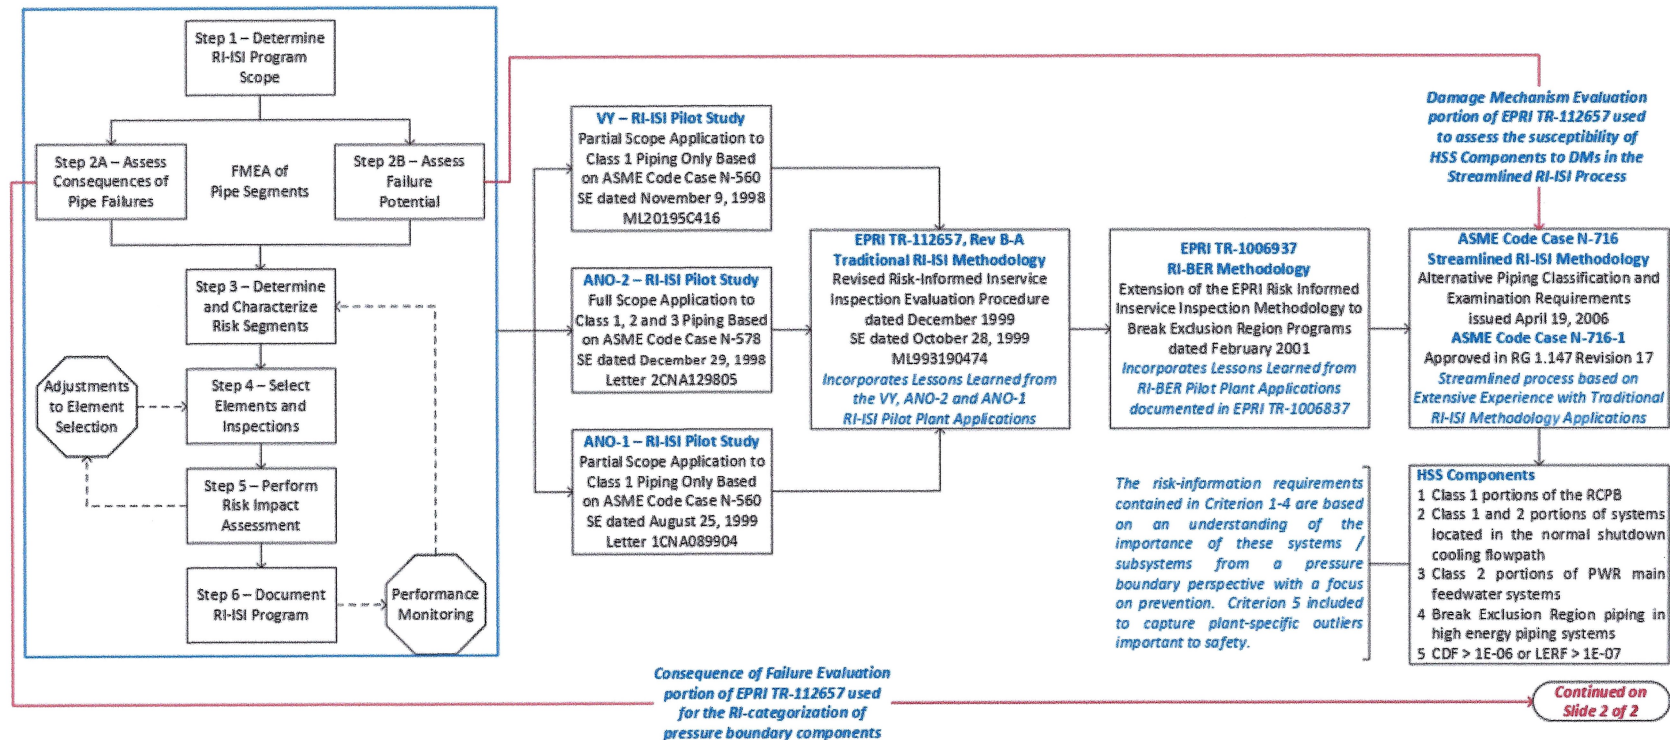 Step 1 – Determine
RI-ISI Program
Scope
Step 2A – Assess
Consequences of
Pipe Failures
FMEA of
Pipe Segments
Step 2B – Assess
Failure
Potential
Step 3 – Determine
and Characterize
Risk Segments
Adjustments
to Element
Selection
Step 4 – Select
Elements and
Inspections
Step 5 – Perform
Risk Impact
Assessment
Step 6 – Document
RI-ISI Program
Performance
Monitoring
VY – RI-ISI Pilot Study
Partial Scope Application to
Class 1 Piping Only Based
on ASME Code Case N-560
SE dated November 9, 1998
ML20195C416
ANO-2 – RI-ISI Pilot Study
Full Scope Application to
Class 1, 2 and 3 Piping Based
on ASME Code Case N-578
SE dated December 29, 1998
Letter 2CNA129805
ANO-1 – RI-ISI Pilot Study
Partial Scope Application to
Class 1 Piping Only Based
on ASME Code Case N-560
SE dated August 25, 1999
Letter 1CNA089904
EPRI TR-112657, Rev B-A
Traditional RI-ISI Methodology
Revised Risk-Informed Inservice
Inspection Evaluation Procedure
dated December 1999
SE dated October 28, 1999
ML993190474
Incorporates Lessons Learned from
the VY, ANO-2 and ANO-1
RI-ISI Pilot Plant Applications
EPRI TR-1006937
RI-BER Methodology
Extension of the EPRI Risk Informed
Inservice Inspection Methodology to
Break Exclusion Region Programs
dated February 2001
Incorporates Lessons Learned from
RI-BER Pilot Plant Applications
documented in EPRI TR-1006837
Damage Mechanism Evaluation
portion of EPRI TR-112657 used
to assess the susceptibility of
HSS Components to DMs in the
Streamlined RI-ISI Process
ASME Code Case N-716
Streamlined RI-ISI Methodology
Alternative Piping Classification and
Examination Requirements
issued April 19, 2006
ASME Code Case N-716-1
Approved in RG 1.147 Revision 17
Streamlined process based on
Extensive Experience with Traditional
RI-ISI Methodology Applications
The risk-information requirements
contained in Criterion 1-4 are based
on an understanding of the
importance of these systems /
subsystems from a pressure
boundary perspective with a focus
on prevention. Criterion 5 included
to capture plant-specific outliers
important to safety.
HSS Components
1 Class 1 portions of the RCPB
2 Class 1 and 2 portions of systems
located in the normal shutdown
cooling flowpath
3 Class 2 portions of PWR main
feedwater systems
4 Break Exclusion Region piping in
high energy piping systems
5 CDF > 1E-06 or LERF > 1E-07
Consequence of Failure Evaluation
portion of EPRI TR-112657 used
for the RI-categorization of
pressure boundary components
Continued on
Slide 2 of 2